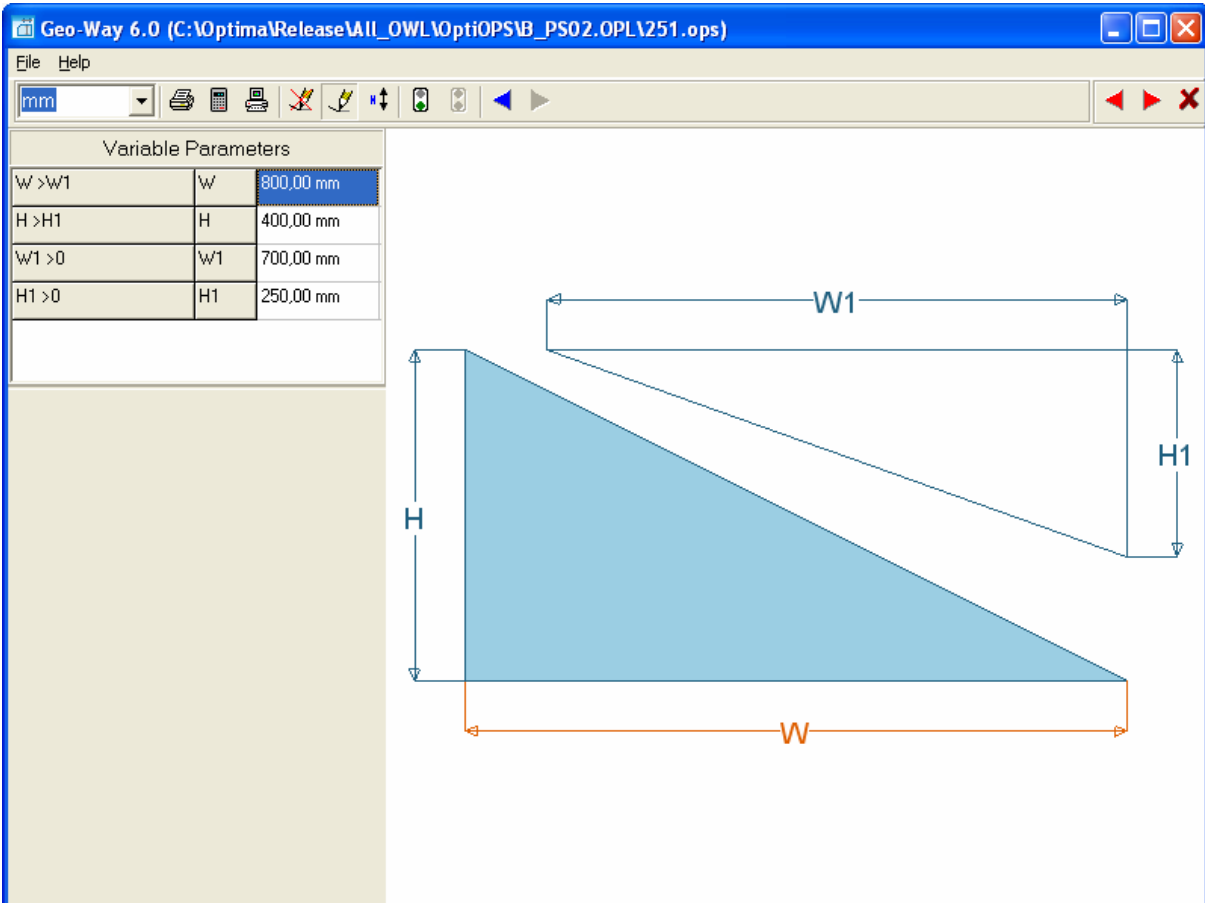 Geo-Way 6.0 (C:\Optima\Release\All_OWL\OptiOPS\B_PS02.OPL\251.ops)
File Help
mm
Variable Parameters
W >W1 W 800,00 mm
H >H1 H 400,00 mm
W1 >0 W1 700,00 mm
H1 >0 H1 250,00 mm
W1
H1
H
W